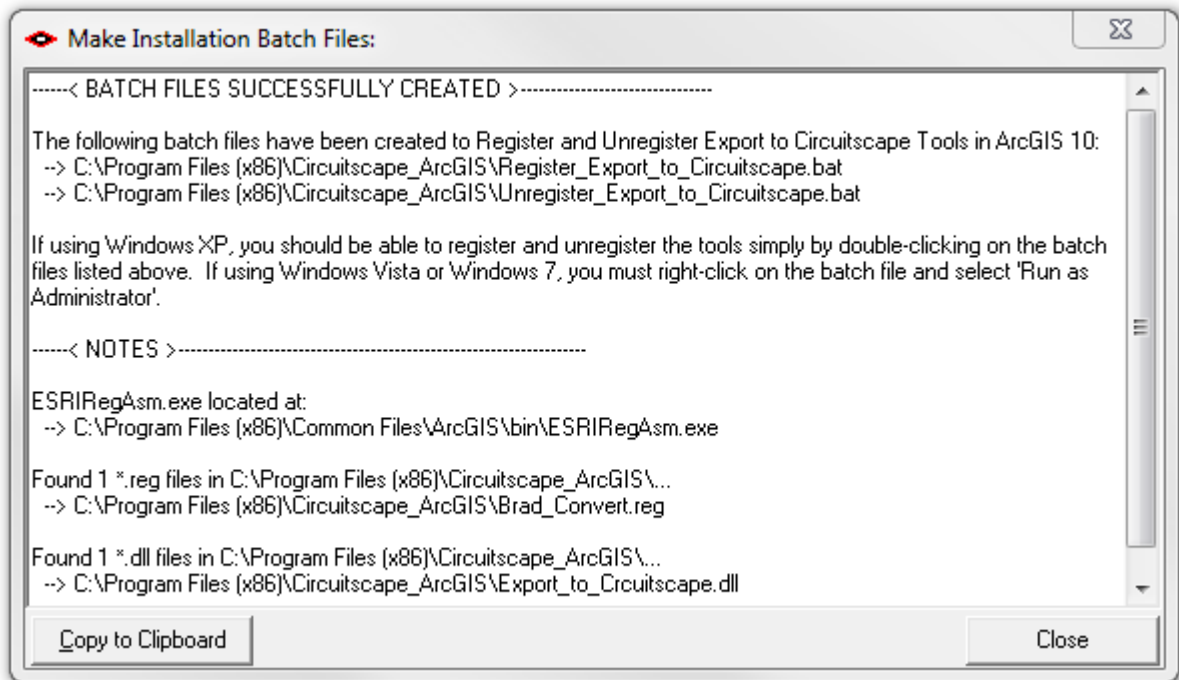 Make Installation Batch Files:
------< BATCH FILES SUCCESSFULLY CREATED >--------------------------------
The following batch files have been created to Register and Unregister Export to Circuitscape Tools in ArcGIS 10:
--> C:\Program Files (x86)\Circuitscape_ArcGIS\Register_Export_to_Circuitscape.bat
--> C:\Program Files (x86)\Circuitscape_ArcGIS\Unregister_Export_to_Circuitscape.bat
If using Windows XP, you should be able to register and unregister the tools simply by double-clicking on the batch
files listed above.  If using Windows Vista or Windows 7, you must right-click on the batch file and select 'Run as
Administrator'.
------< NOTES >--------------------------------------------------------------------
ESRIRegAsm.exe located at:
--> C:\Program Files (x86)\Common Files\ArcGIS\bin\ESRIRegAsm.exe
Found 1 *.reg files in C:\Program Files (x86)\Circuitscape_ArcGIS\...
--> C:\Program Files (x86)\Circuitscape_ArcGIS\Brad_Convert.reg
Found 1 *.dll files in C:\Program Files (x86)\Circuitscape_ArcGIS\...
--> C:\Program Files (x86)\Circuitscape_ArcGIS\Export_to_Crcuitscape.dll
Copy to Clipboard
Close